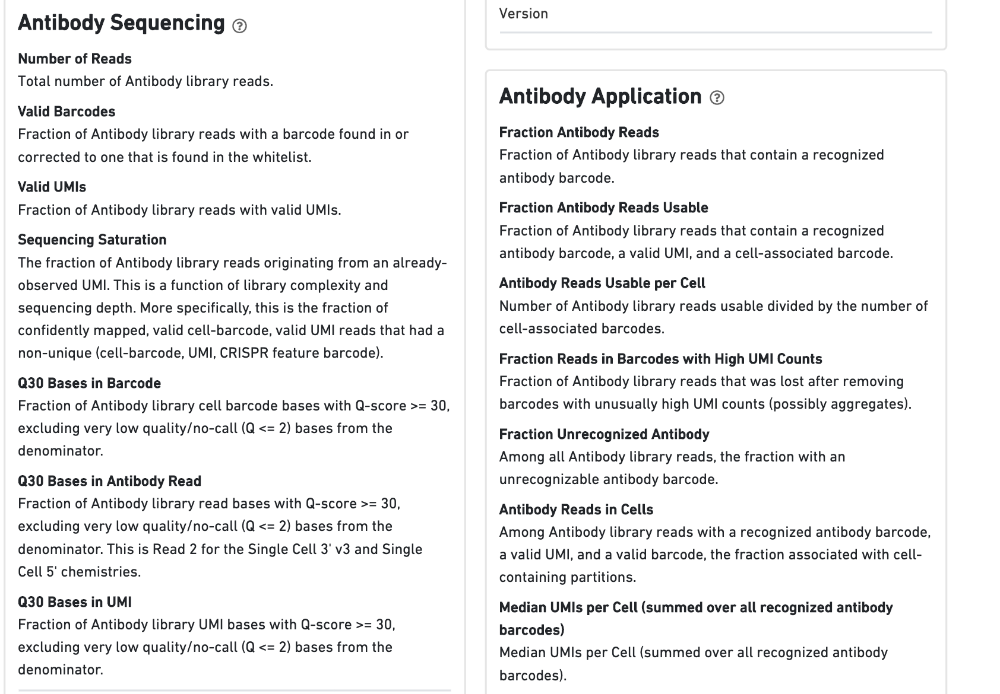 Antibody Sequencing ?
Number of Reads
Total number of Antibody library reads.
Valid Barcodes
Fraction of Antibody library reads with a barcode found in or
corrected to one that is found in the whitelist.
Valid UMIs
Fraction of Antibody library reads with valid UMIs.
Sequencing Saturation
The fraction of Antibody library reads originating from an already-
observed UMI. This is a function of library complexity and
sequencing depth. More specifically, this is the fraction of
confidently mapped, valid cell-barcode, valid UMI reads that had a
non-unique (cell-barcode, UMI, CRISPR feature barcode).
Q30 Bases in Barcode
Fraction of Antibody library cell barcode bases with Q-score >= 30,
excluding very low quality/no-call (Q <= 2) bases from the
denominator.
Q30 Bases in Antibody Read
Fraction of Antibody library read bases with Q-score >= 30,
excluding very low quality/no-call (Q <= 2) bases from the
denominator. This is Read 2 for the Single Cell 3' v3 and Single
Cell 5' chemistries.
Q30 Bases in UMI
Fraction of Antibody library UMI bases with Q-score >= 30,
excluding very low quality/no-call (Q <= 2) bases from the
denominator.
Version
Antibody Application ?
Fraction Antibody Reads
Fraction of Antibody library reads that contain a recognized
antibody barcode.
Fraction Antibody Reads Usable
Fraction of Antibody library reads that contain a recognized
antibody barcode, a valid UMI, and a cell-associated barcode.
Antibody Reads Usable per Cell
Number of Antibody library reads usable divided by the number of
cell-associated barcodes.
Fraction Reads in Barcodes with High UMI Counts
Fraction of Antibody library reads that was lost after removing
barcodes with unusually high UMI counts (possibly aggregates).
Fraction Unrecognized Antibody
Among all Antibody library reads, the fraction with an
unrecognizable antibody barcode.
Antibody Reads in Cells
Among Antibody library reads with a recognized antibody barcode,
a valid UMI, and a valid barcode, the fraction associated with cell-
containing partitions.
Median UMIs per Cell (summed over all recognized antibody
barcodes)
Median UMIs per Cell (summed over all recognized antibody
barcodes).